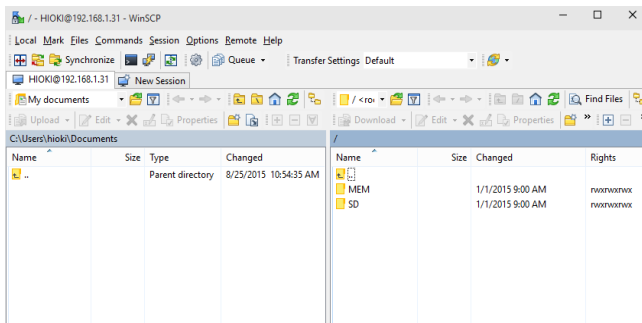 / - HIOKI@192.168.1.31 - WinSCP
Local Mark Files Commands Session Options Remote Help
Synchronize Queue Transfer Settings Default
HIOKI@192.168.1.31 New Session
My documents / <roo Find Files
Upload Edit Properties Download Edit Properties
C:\Users\hioki\Documents /
Name Size Type Changed Name Size Changed Rights
.. Parent directory 8/25/2015 10:54:35 AM ..
MEM 1/1/2015 9:00 AM rwxrwxrwx
SD 1/1/2015 9:00 AM rwxrwxrwx